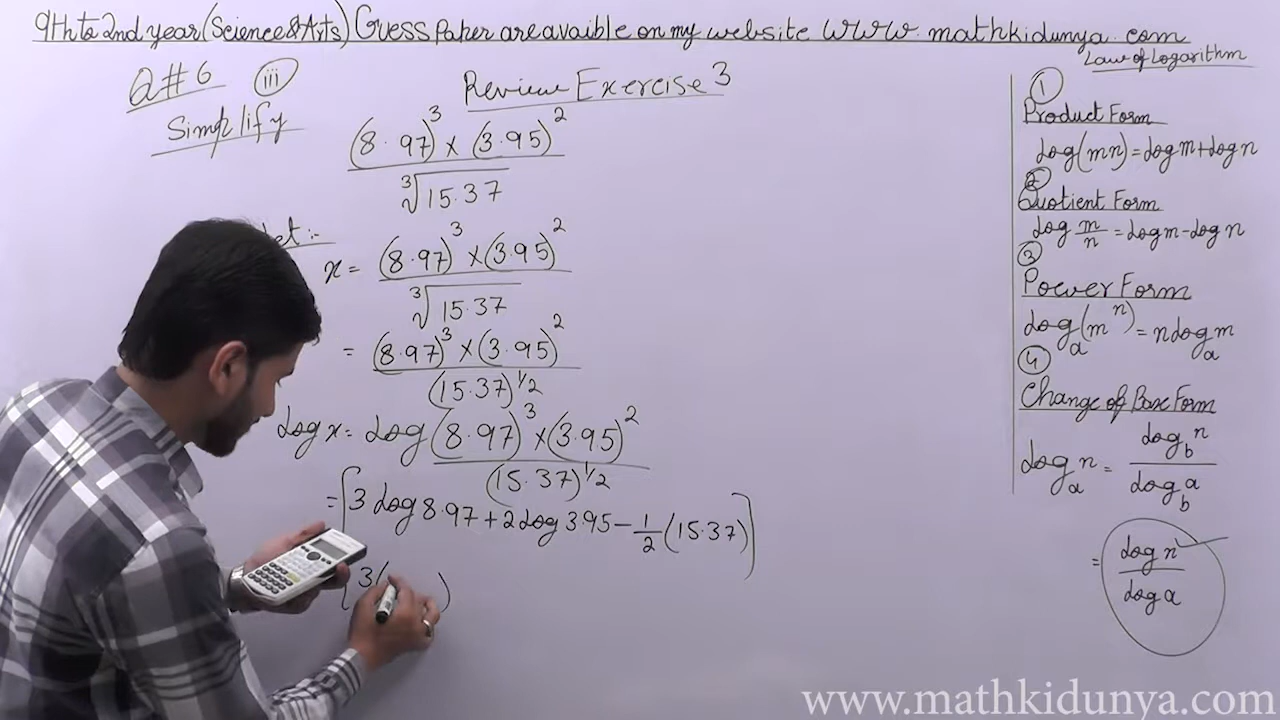 9th to 2nd year (Science & Arts) Guess Paper are avaible on my website WWW. mathkidunya. com
Q#6 iii
Review Exercise 3
Simplify
(8.97)^3 × (3.95)^2
∛15.37
Let:-
x = (8.97)^3 × (3.95)^2
∛15.37
= (8.97)^3 × (3.95)^2
(15.37)^1/2
Log x = Log (8.97)^3 × (3.95)^2
(15.37)^1/2
= [3 Log 8.97 + 2 Log 3.95 - 1/2 (15.37)]
[3( )
Law of Logarithm
1
Product Form
Log(mn) = Log m + Log n
2
Quotient Form
Log m/n = Log m - Log n
3
Power Form
Log_a (m^n) = n Log_a m
4
Change of Base Form
Log_a n = Log_b n / Log_b a
= Log n / Log a
www.mathkidunya.com